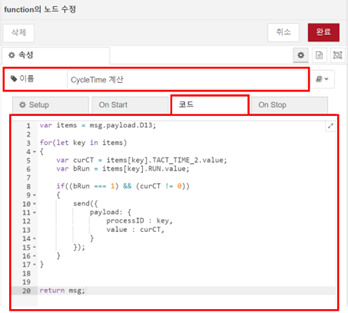 function의 노드 수정
삭제
취소
완료
속성
이름
CycleTime 계산
Setup
On Start
코드
On Stop
1 var items = msg.payload.D13;
2
3 for(let key in items)
4 {
5     var curCT = items[key].TACT_TIME_2.value;
6     var bRun = items[key].RUN.value;
7
8     if((bRun === 1) && (curCT != 0))
9     {
10         send({
11             payload: {
12                 processID : key,
13                 value : curCT,
14             }
15         });
16     }
17 }
18
19
20 return msg;